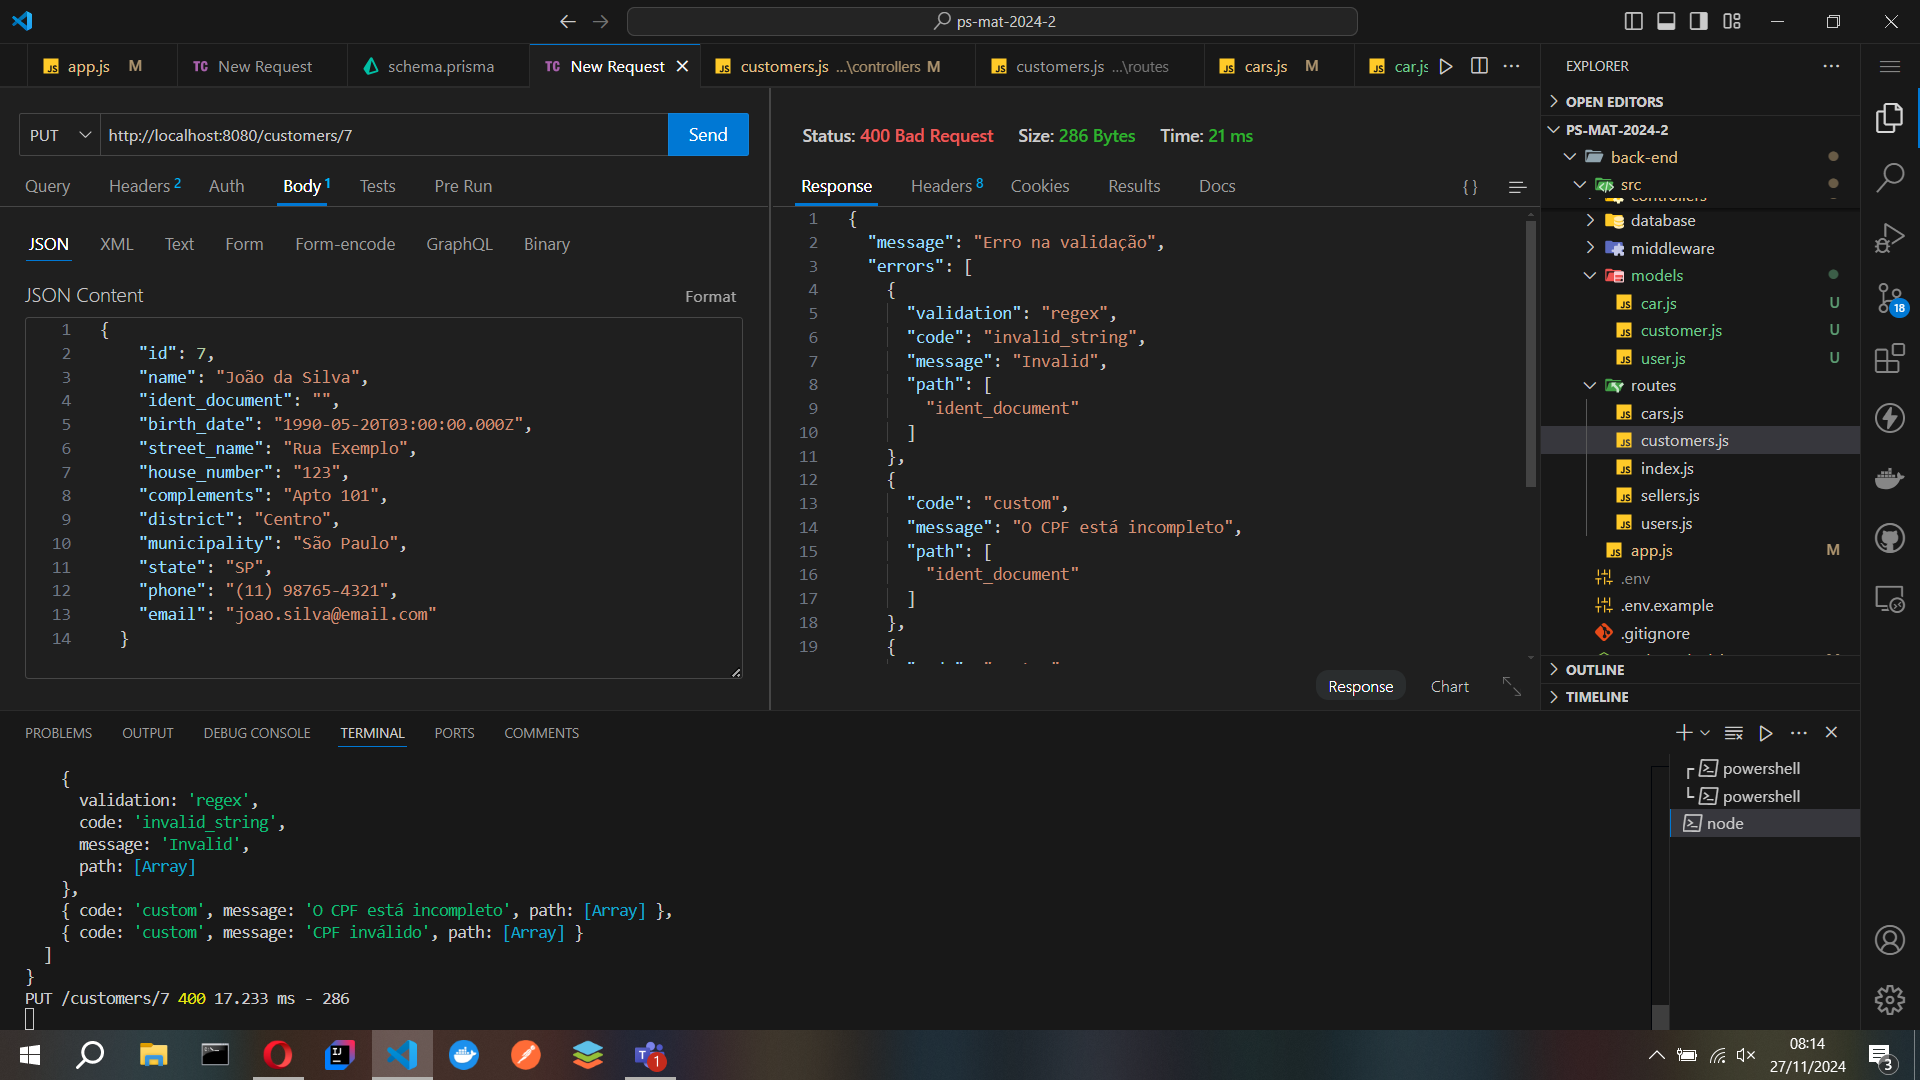 ps-mat-2024-2
app.js M
TC New Request
schema.prisma
TC New Request
customers.js ...\controllers M
customers.js ...\routes
cars.js M
car.js
EXPLORER
PUT http://localhost:8080/customers/7 Send
Query Headers 2 Auth Body 1 Tests Pre Run
JSON XML Text Form Form-encode GraphQL Binary
JSON Content Format
1 {
2 "id": 7,
3 "name": "João da Silva",
4 "ident_document": "",
5 "birth_date": "1990-05-20T03:00:00.000Z",
6 "street_name": "Rua Exemplo",
7 "house_number": "123",
8 "complements": "Apto 101",
9 "district": "Centro",
10 "municipality": "São Paulo",
11 "state": "SP",
12 "phone": "(11) 98765-4321",
13 "email": "joao.silva@email.com"
14 }
Status: 400 Bad Request Size: 286 Bytes Time: 21 ms
Response Headers 8 Cookies Results Docs { }
1 {
2 "message": "Erro na validação",
3 "errors": [
4 {
5 "validation": "regex",
6 "code": "invalid_string",
7 "message": "Invalid",
8 "path": [
9 "ident_document"
10 ]
11 },
12 {
13 "code": "custom",
14 "message": "O CPF está incompleto",
15 "path": [
16 "ident_document"
17 ]
18 },
19 {
Response Chart
OPEN EDITORS
PS-MAT-2024-2
back-end
src
controllers
database
middleware
models
car.js U
customer.js U
user.js U
routes
cars.js
customers.js
index.js
sellers.js
users.js
app.js M
.env
.env.example
.gitignore
OUTLINE
TIMELINE
18
PROBLEMS OUTPUT DEBUG CONSOLE TERMINAL PORTS COMMENTS
{
validation: 'regex',
code: 'invalid_string',
message: 'Invalid',
path: [Array]
},
{ code: 'custom', message: 'O CPF está incompleto', path: [Array] },
{ code: 'custom', message: 'CPF inválido', path: [Array] }
]
}
PUT /customers/7 400 17.233 ms - 286
powershell
powershell
node
1
08:14
27/11/2024
3